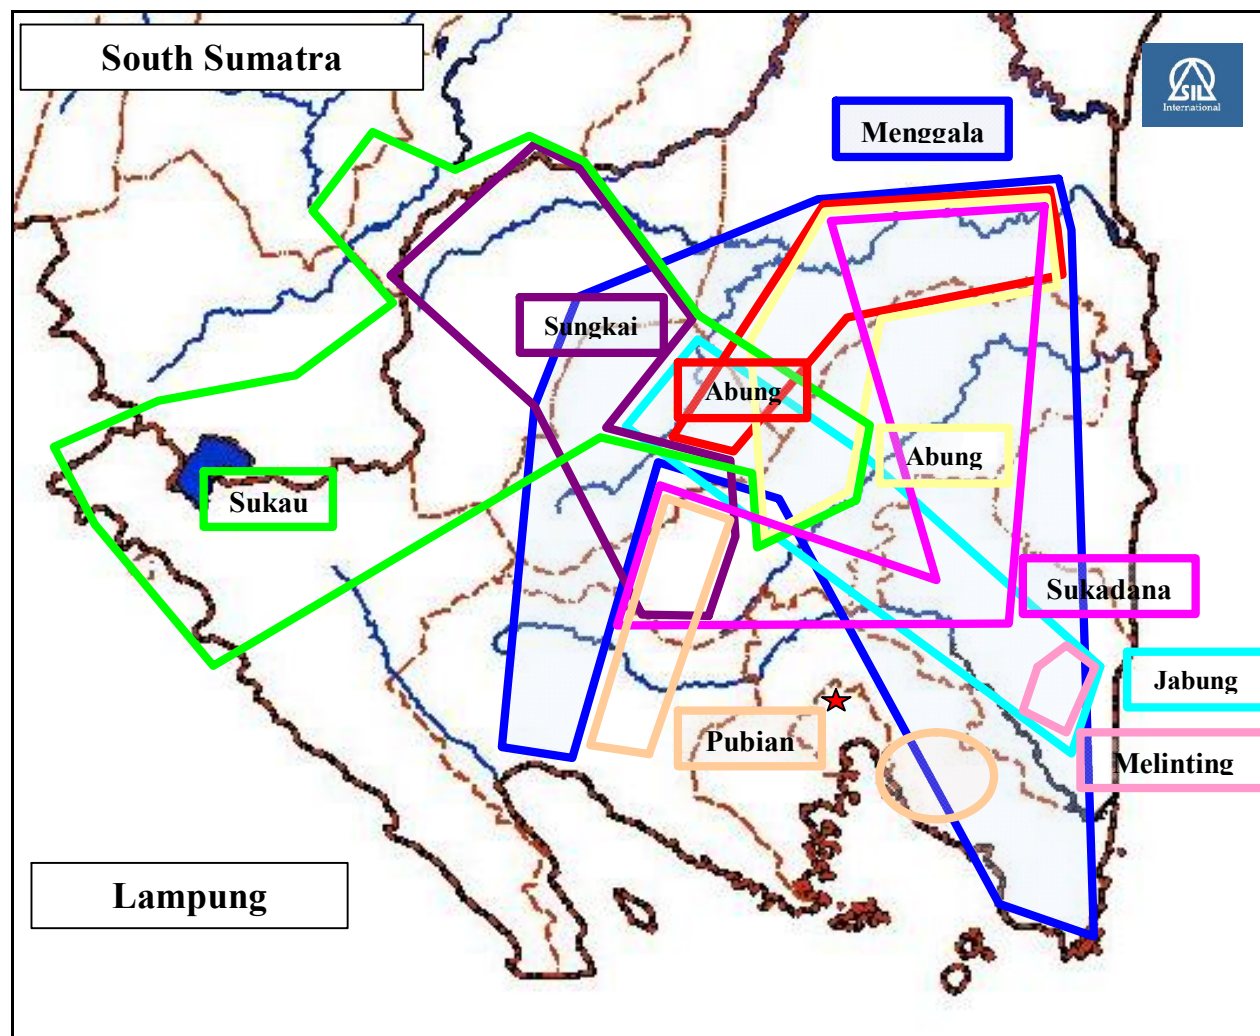 South Sumatra
SIL
International
Menggala
Sungkai
Abung
Abung
Sukau
Sukadana
Jabung
Pubian
Melinting
Lampung